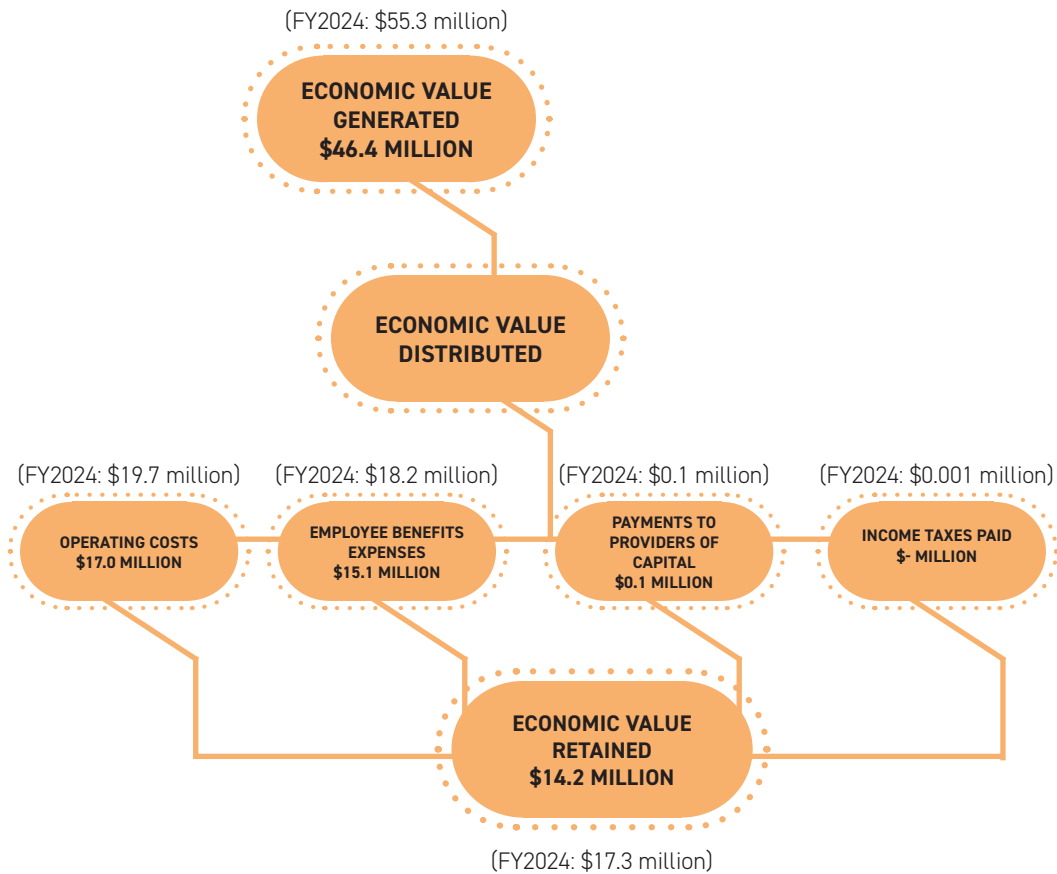 (FY2024: $55.3 million)
ECONOMIC VALUE
GENERATED
$46.4 MILLION
ECONOMIC VALUE
DISTRIBUTED
(FY2024: $19.7 million)
OPERATING COSTS
$17.0 MILLION
(FY2024: $18.2 million)
EMPLOYEE BENEFITS
EXPENSES
$15.1 MILLION
(FY2024: $0.1 million)
PAYMENTS TO
PROVIDERS OF
CAPITAL
$0.1 MILLION
(FY2024: $0.001 million)
INCOME TAXES PAID
$- MILLION
ECONOMIC VALUE
RETAINED
$14.2 MILLION
(FY2024: $17.3 million)